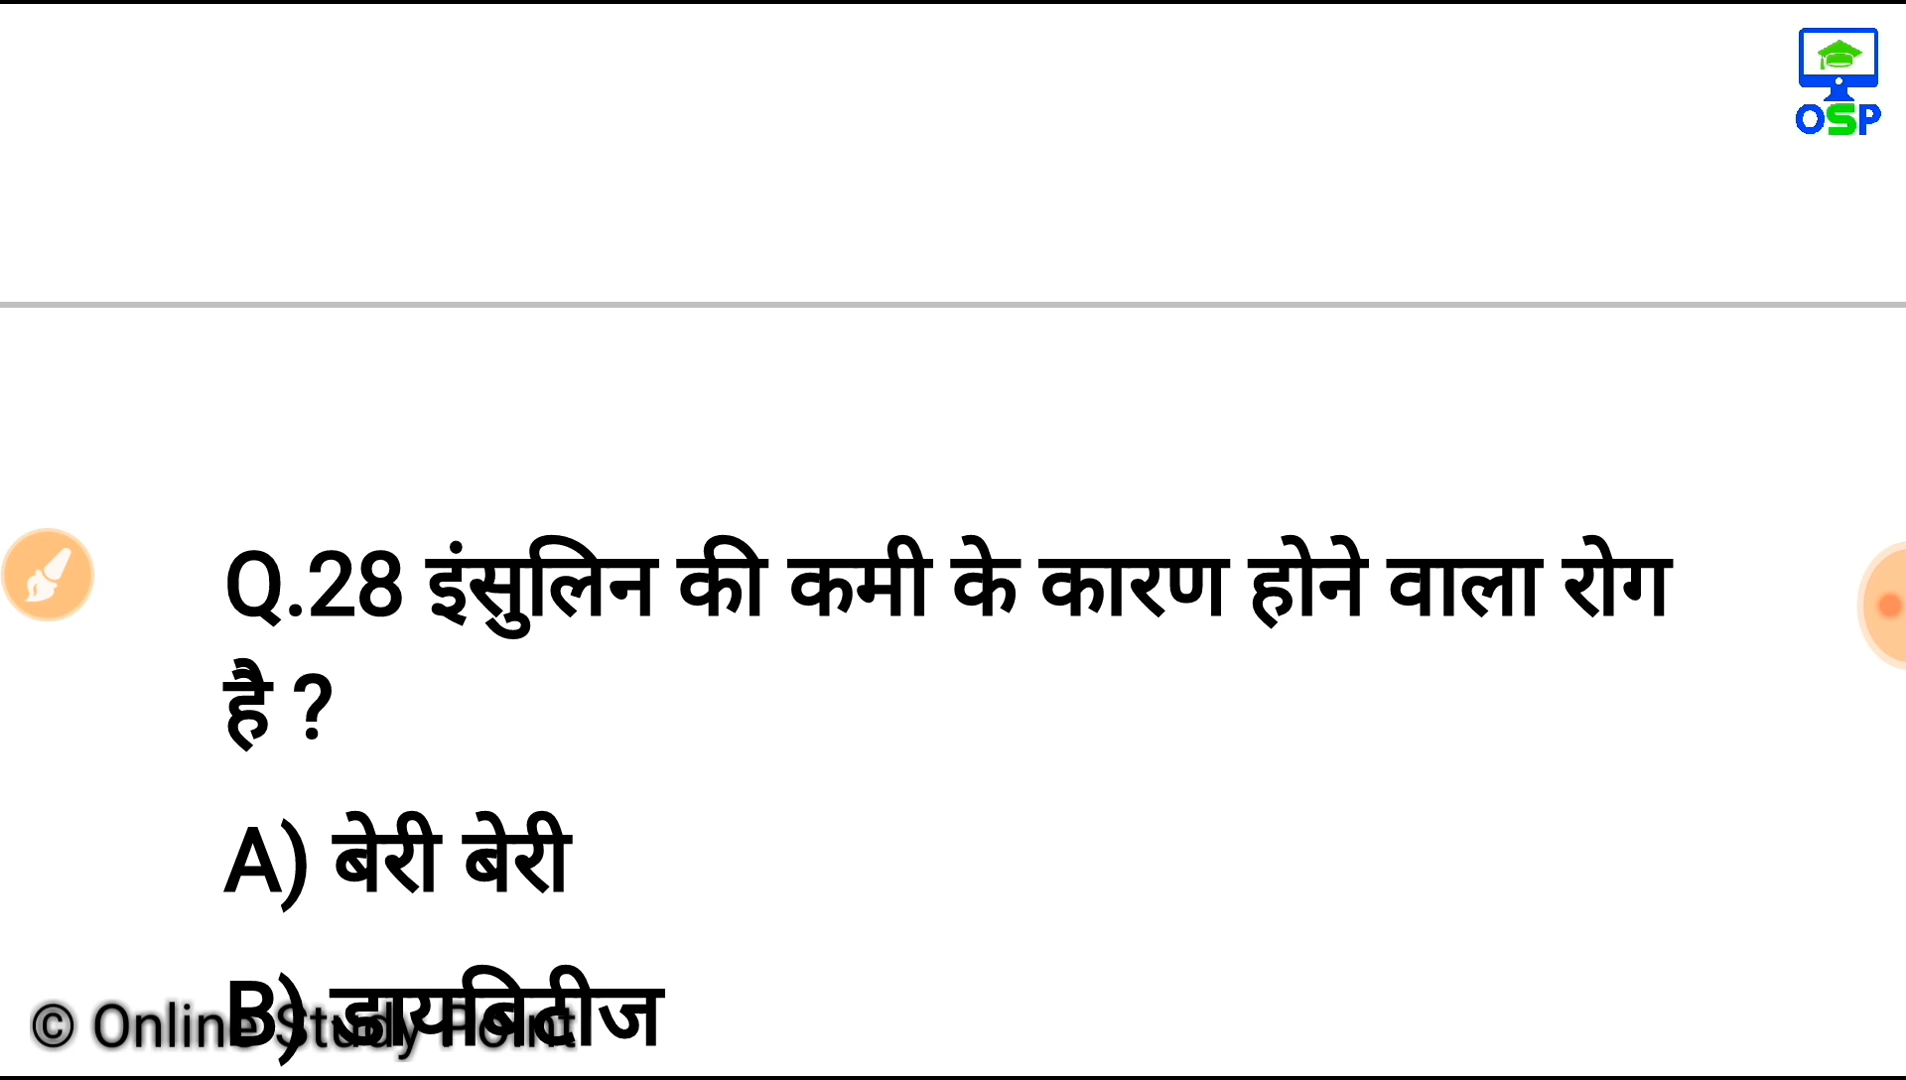 OSP
Q.28 इंसुलिन की कमी के कारण होने वाला रोग
है ?
A) बेरी बेरी
B) डायबिटीज
© Online Study Point